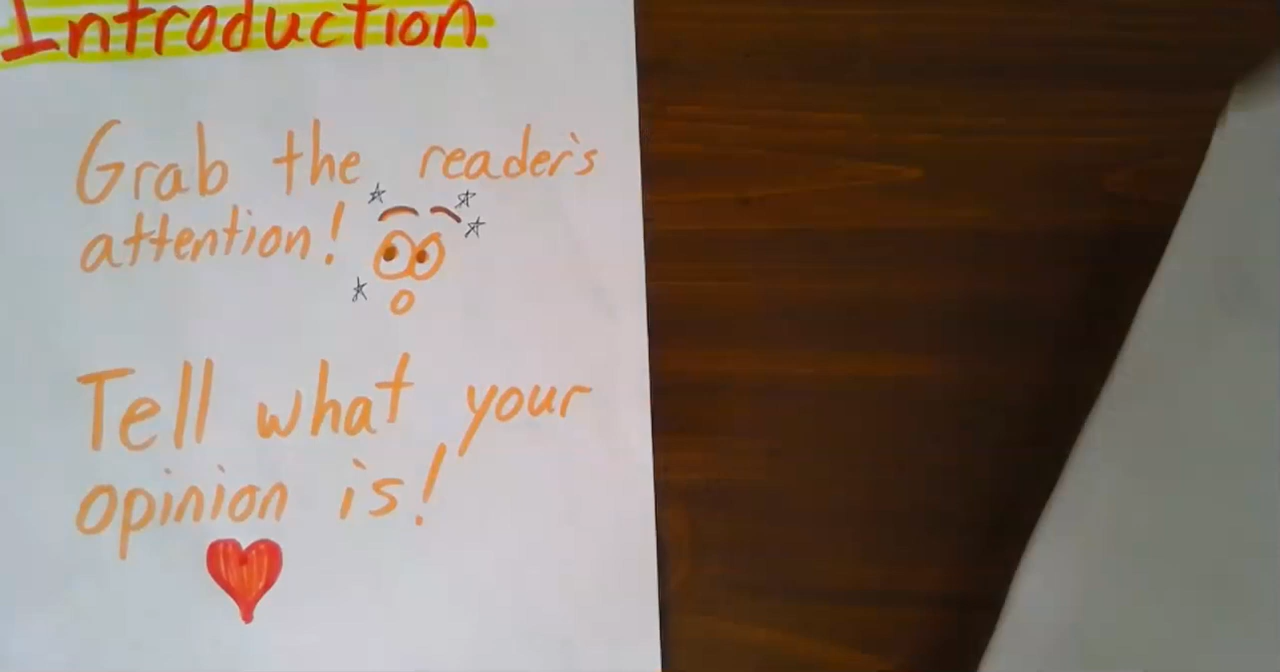 Introduction
Grab the reader's
attention!
Tell what your
opinion is!